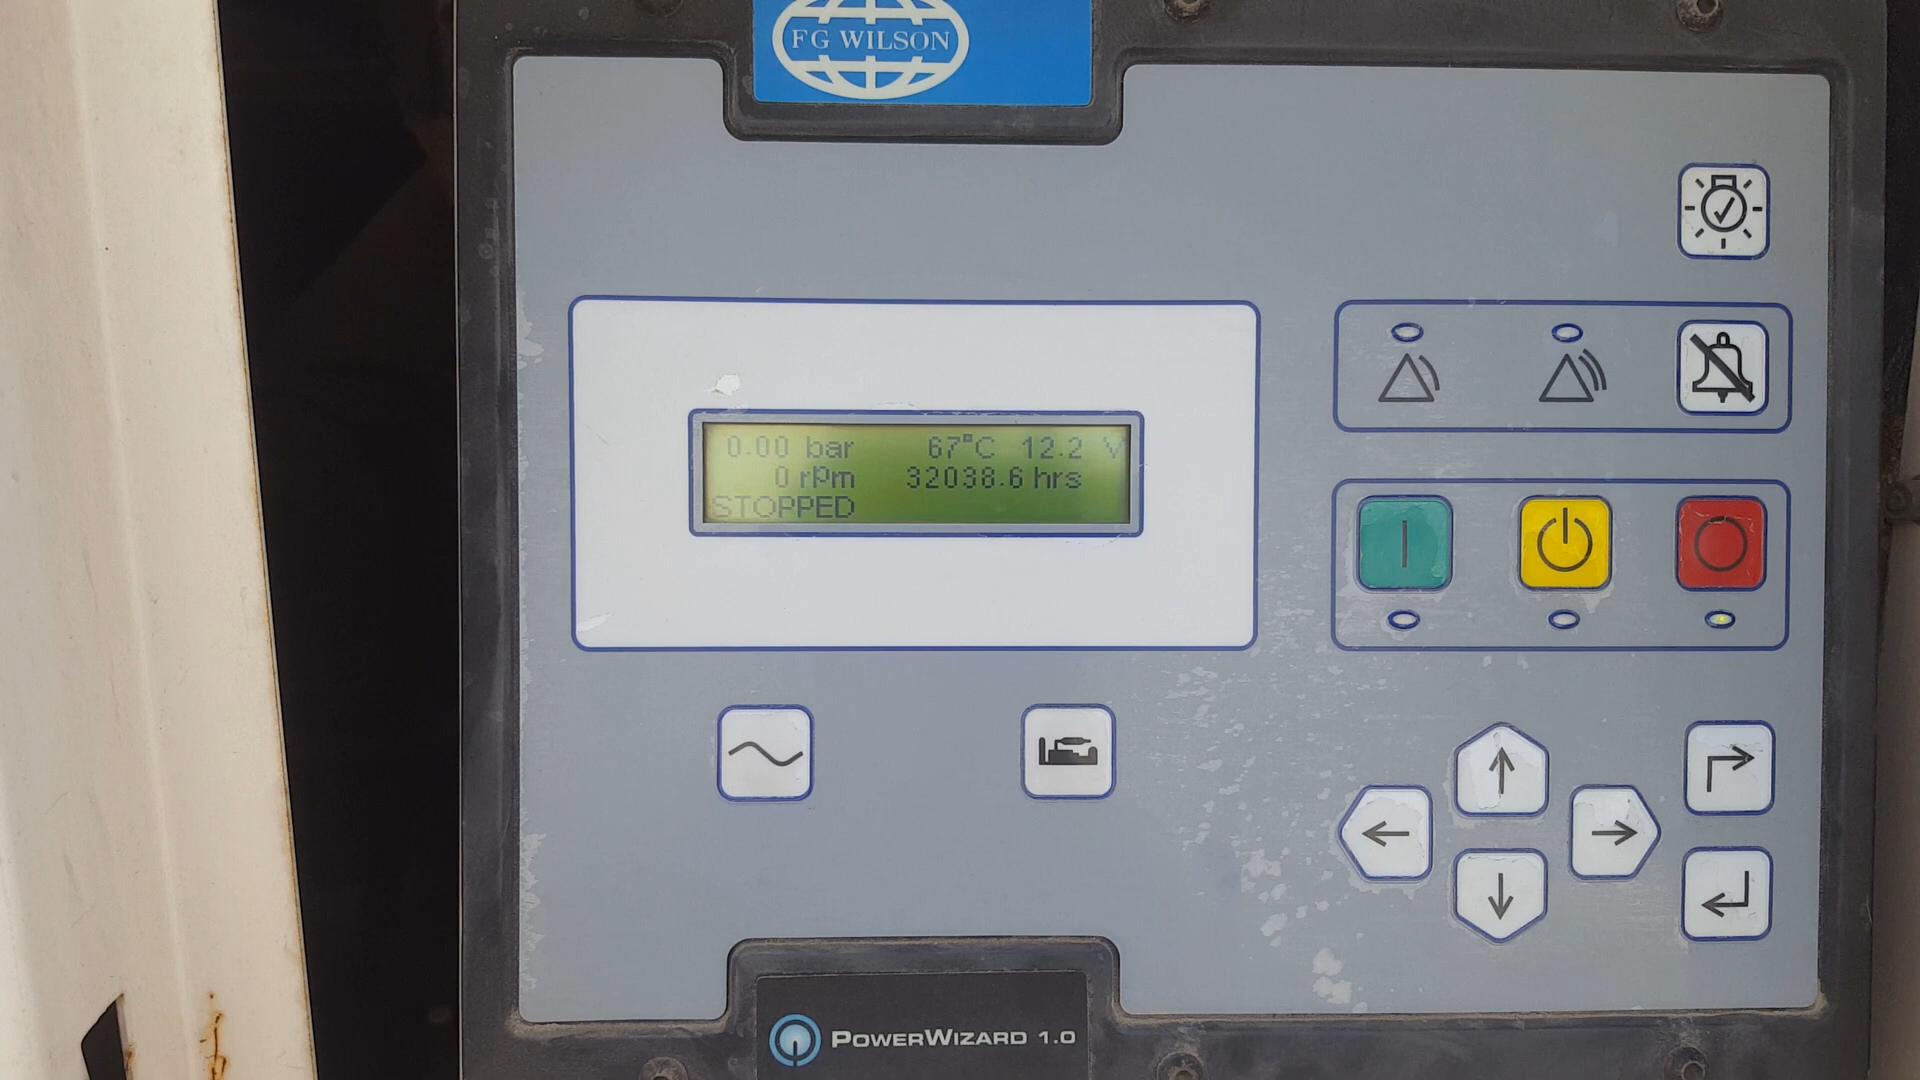 FG WILSON
0.00 bar 67°C 12.2 V
0 rpm 32038.6 hrs
STOPPED
POWERWIZARD 1.0